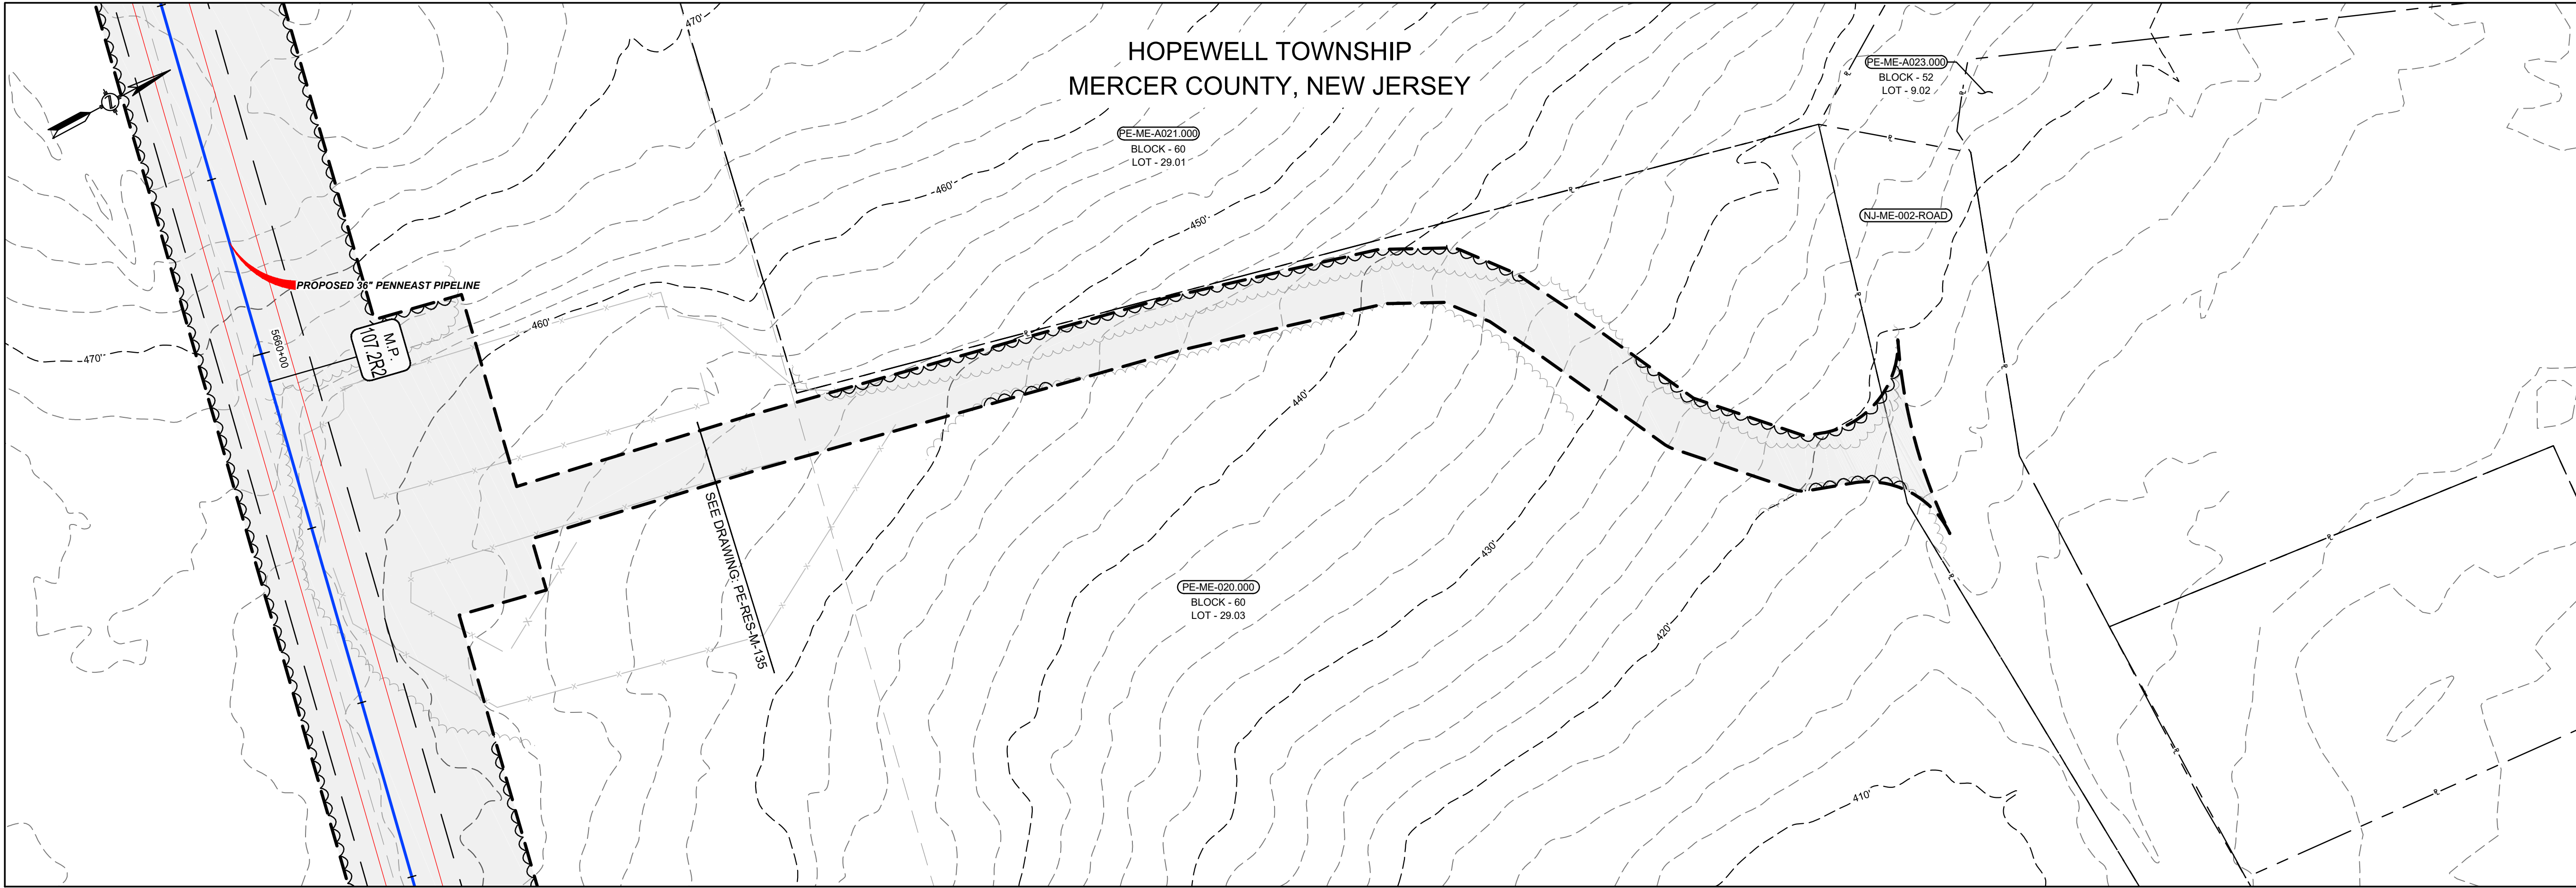 470'
HOPEWELL TOWNSHIP
MERCER COUNTY, NEW JERSEY
PE-ME-A023.000
BLOCK - 52
LOT - 9.02
N
PE-ME-A021.000
BLOCK - 60
LOT - 29.01
460'
450'
NJ-ME-002-ROAD
PROPOSED 36" PENNEAST PIPELINE
460'
5660+00
M.P.
107.2R2
470'
440'
SEE DRAWING: PE-RES-M-135
430'
PE-ME-020.000
BLOCK - 60
LOT - 29.03
420'
410'